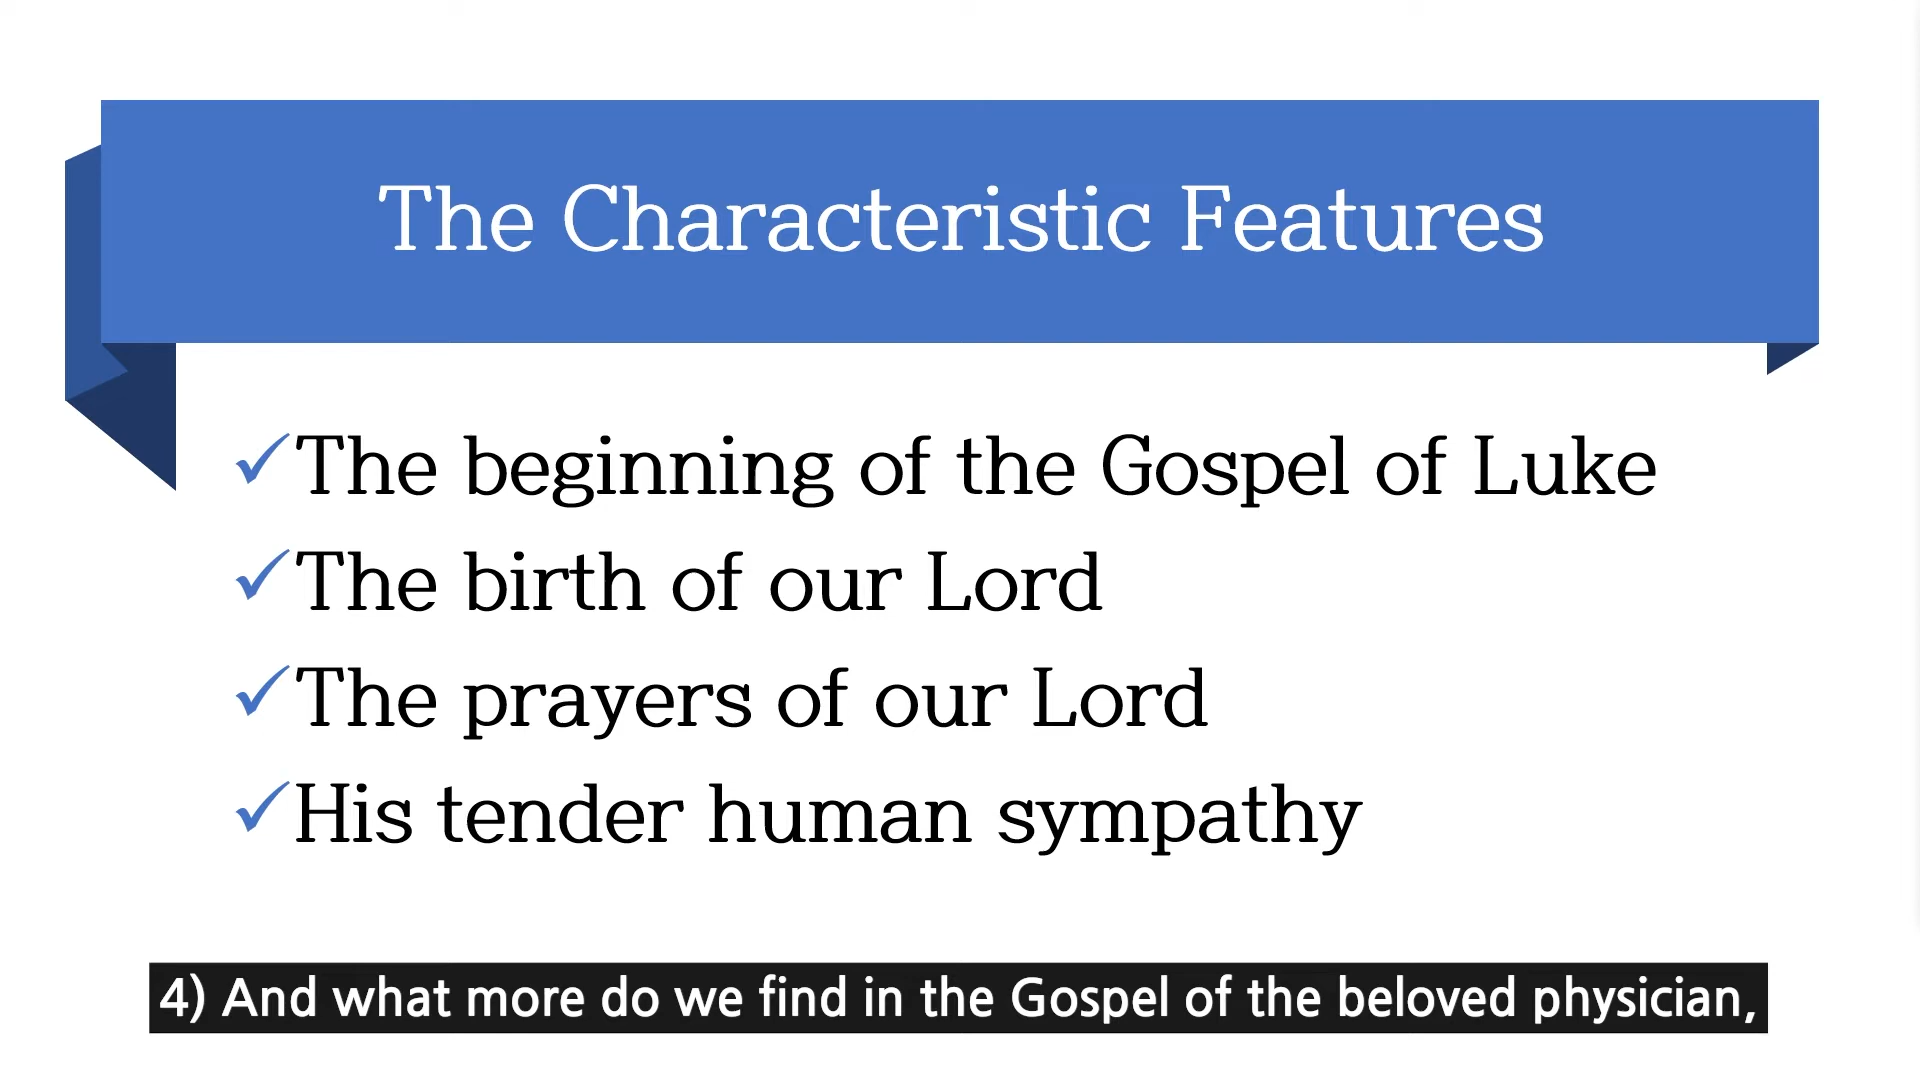 The Characteristic Features
The beginning of the Gospel of Luke
The birth of our Lord
The prayers of our Lord
His tender human sympathy
4) And what more do we find in the Gospel of the beloved physician,